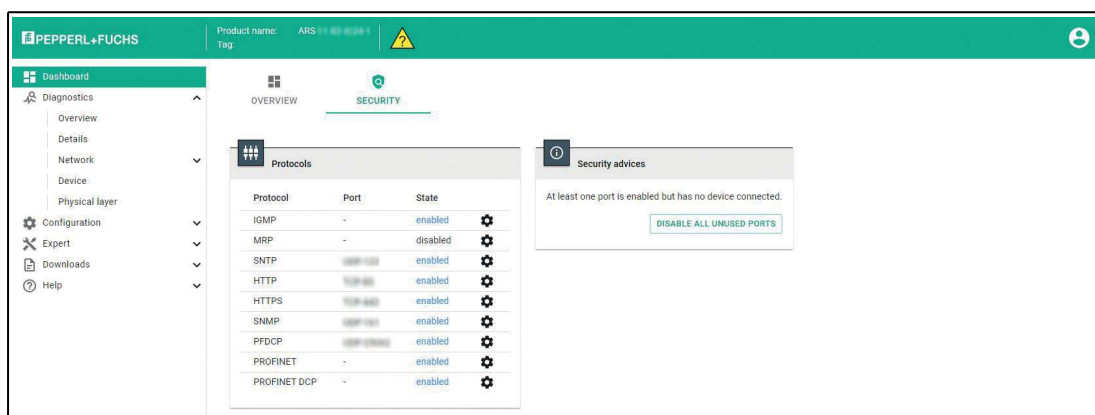 PEPPERL+FUCHS
Product name: ARS
Tag:
Dashboard
Diagnostics
Overview
Details
Network
Device
Physical layer
Configuration
Expert
Downloads
Help
OVERVIEW
SECURITY
Protocols
Protocol Port State
IGMP - enabled
MRP - disabled
SNTP enabled
HTTP enabled
HTTPS enabled
SNMP enabled
PFDCP enabled
PROFINET - enabled
PROFINET DCP - enabled
Security advices
At least one port is enabled but has no device connected.
DISABLE ALL UNUSED PORTS